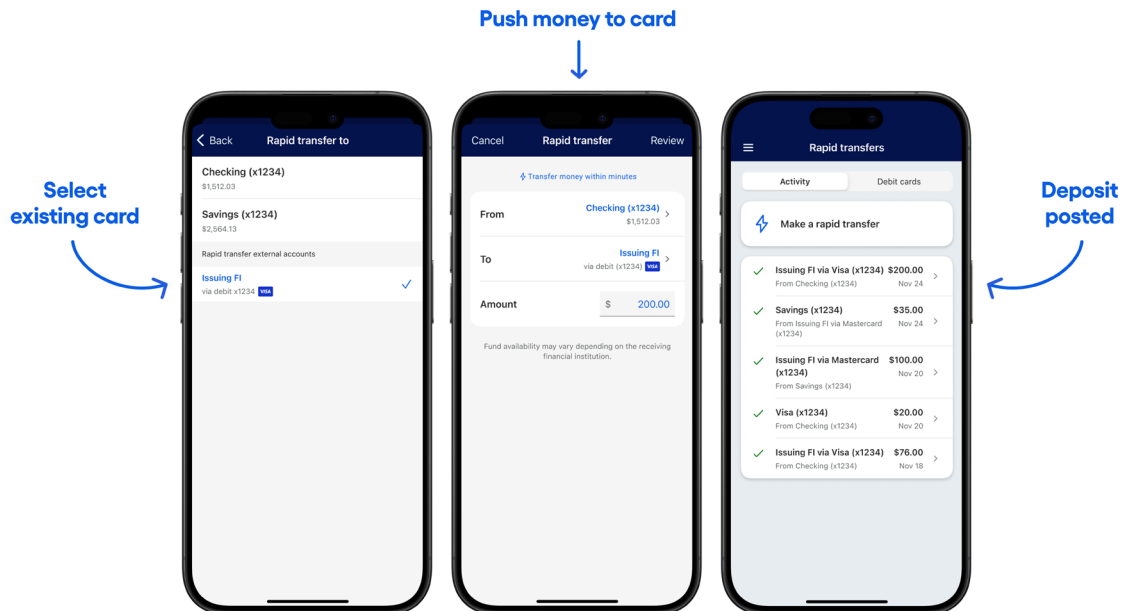 Push money to card
Select
existing card
Back
Rapid transfer to
Checking (x1234)
$1,512.03
Savings (x1234)
$2,564.13
Rapid transfer external accounts
Issuing FI
via debit x1234 VISA
Cancel
Rapid transfer
Review
Transfer money within minutes
From
Checking (x1234)
$1,512.03
To
Issuing FI
via debit (x1234) VISA
Amount
$ 200.00
Fund availability may vary depending on the receiving
financial institution.
Rapid transfers
Activity
Debit cards
Make a rapid transfer
Issuing FI via Visa (x1234) $200.00
From Checking (x1234) Nov 24
Savings (x1234) $35.00
From Issuing FI via Mastercard Nov 24
(x1234)
Issuing FI via Mastercard $100.00
(x1234) Nov 20
From Savings (x1234)
Visa (x1234) $20.00
From Checking (x1234) Nov 20
Issuing FI via Visa (x1234) $76.00
From Checking (x1234) Nov 18
Deposit
posted